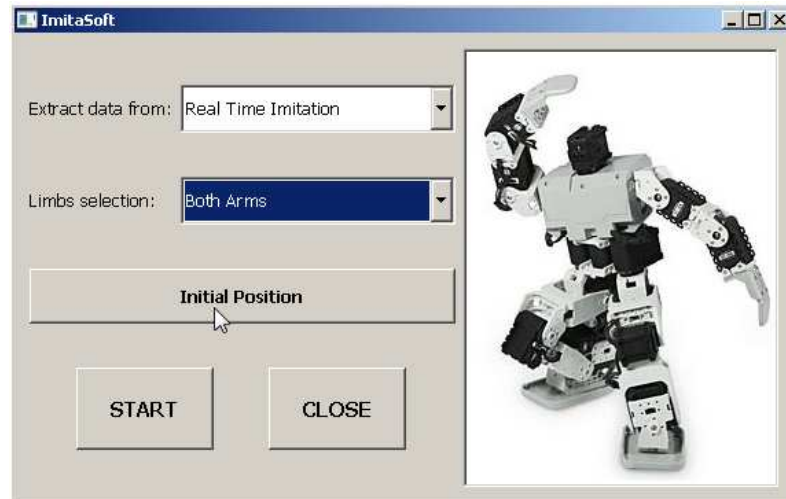 ImitaSoft
Extract data from: Real Time Imitation
Limbs selection: Both Arms
Initial Position
START CLOSE